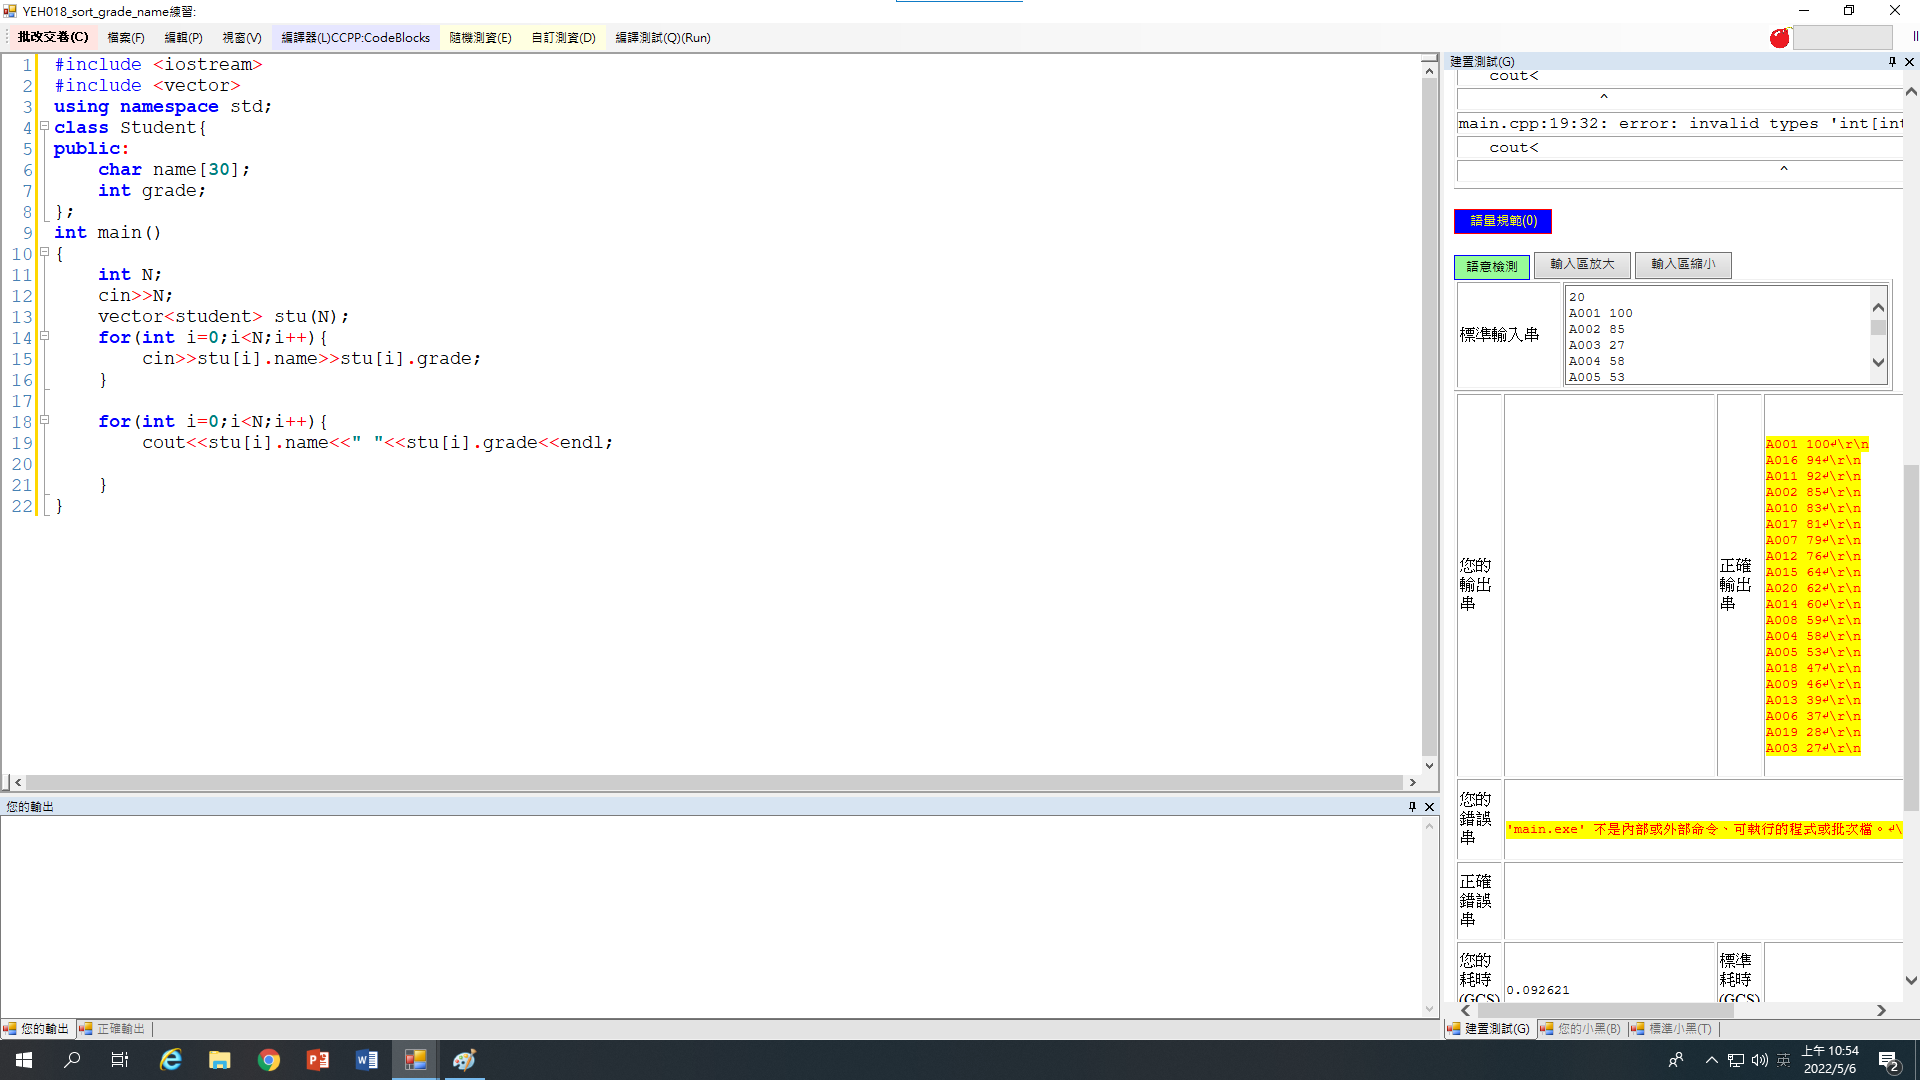 YEH018_sort_grade_name練習:
批改交卷(C) 檔案(F) 編輯(P) 視窗(V) 編譯器(L)CCPP:CodeBlocks 隨機測資(E) 自訂測資(D) 編譯測試(Q)(Run)
1 #include <iostream>
2 #include <vector>
3 using namespace std;
4 class Student{
5 public:
6     char name[30];
7     int grade;
8 };
9 int main()
10 {
11     int N;
12     cin>>N;
13     vector<student> stu(N);
14     for(int i=0;i<N;i++){
15         cin>>stu[i].name>>stu[i].grade;
16     }
17
18     for(int i=0;i<N;i++){
19         cout<<stu[i].name<<" "<<stu[i].grade<<endl;
20
21     }
22 }
您的輸出
您的輸出 正確輸出
建置測試(G)
cout<
^
main.cpp:19:32: error: invalid types 'int[int
cout<
^
語量規範(0)
語意檢測 輸入區放大 輸入區縮小
標準輸入串
20
A001 100
A002 85
A003 27
A004 58
A005 53
您的輸出串
正確輸出串
A001 100↵\r\n
A016 94↵\r\n
A011 92↵\r\n
A002 85↵\r\n
A010 83↵\r\n
A017 81↵\r\n
A007 79↵\r\n
A012 76↵\r\n
A015 64↵\r\n
A020 62↵\r\n
A014 60↵\r\n
A008 59↵\r\n
A004 58↵\r\n
A005 53↵\r\n
A018 47↵\r\n
A009 46↵\r\n
A013 39↵\r\n
A006 37↵\r\n
A019 28↵\r\n
A003 27↵\r\n
您的錯誤串
'main.exe' 不是內部或外部命令、可執行的程式或批次檔。↵\
正確錯誤串
您的耗時(GCS)
0.092621
標準耗時(GCS)
建置測試(G) 您的小黑(B) 標準小黑(T)
英
上午 10:54
2022/5/6
2